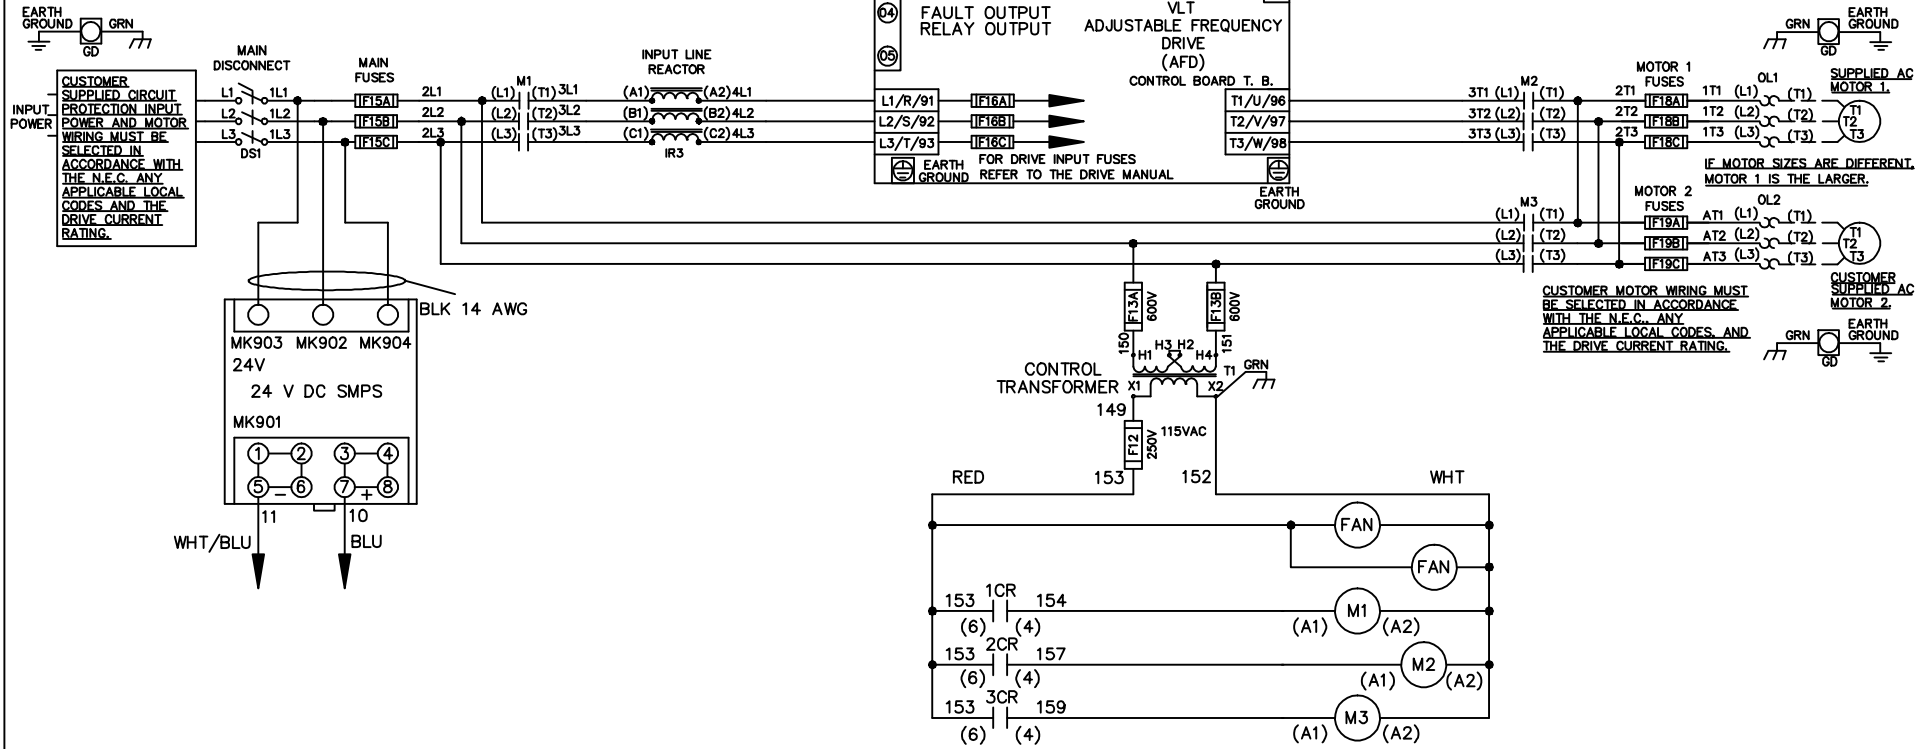 EARTH
GROUND
GRN
GD
CUSTOMER
SUPPLIED CIRCUIT
PROTECTION INPUT
POWER AND MOTOR
WIRING MUST BE
SELECTED IN
ACCORDANCE WITH
THE N.E.C. ANY
APPLICABLE LOCAL
CODES AND THE
DRIVE CURRENT
RATING.
INPUT
POWER
MAIN
DISCONNECT
L1 1L1
L2 1L2
L3 1L3
DS1
MAIN
FUSES
F15A
F15B
F15C
2L1
2L2
2L3
M1
(L1) (T1) 3L1
(L2) (T2) 3L2
(L3) (T3) 3L3
INPUT LINE
REACTOR
(A1) (A2) 4L1
(B1) (B2) 4L2
(C1) (C2) 4L3
IR3
04
05
FAULT OUTPUT
RELAY OUTPUT
VLT
ADJUSTABLE FREQUENCY
DRIVE
(AFD)
CONTROL BOARD T. B.
L1/R/91
L2/S/92
L3/T/93
F16A
F16B
F16C
T1/U/96
T2/V/97
T3/W/98
EARTH
GROUND
FOR DRIVE INPUT FUSES
REFER TO THE DRIVE MANUAL
EARTH
GROUND
M2
3T1 (L1) (T1)
3T2 (L2) (T2)
3T3 (L3) (T3)
MOTOR 1
FUSES
2T1 F18A 1T1 (L1)
2T2 F18B 1T2 (L2)
2T3 F18C 1T3 (L3)
OL1
(T1)
(T2)
(T3)
T1
T2
T3
GRN
GD
EARTH
GROUND
SUPPLIED AC
MOTOR 1.
IF MOTOR SIZES ARE DIFFERENT,
MOTOR 1 IS THE LARGER.
M3
(L1) (T1)
(L2) (T2)
(L3) (T3)
MOTOR 2
FUSES
F19A AT1 (L1)
F19B AT2 (L2)
F19C AT3 (L3)
OL2
(T1)
(T2)
(T3)
T1
T2
T3
CUSTOMER
SUPPLIED AC
MOTOR 2.
CUSTOMER MOTOR WIRING MUST
BE SELECTED IN ACCORDANCE
WITH THE N.E.C., ANY
APPLICABLE LOCAL CODES, AND
THE DRIVE CURRENT RATING.
GRN
GD
EARTH
GROUND
BLK 14 AWG
MK903 MK902 MK904
24V
24 V DC SMPS
MK901
1 2 3 4
5 - 6 7 + 8
11
10
WHT/BLU
BLU
F13A
600V
F13B
600V
150
151
H1 H3 H2 H4
T1
GRN
CONTROL
TRANSFORMER
X1 X2
149
F12
250V
115VAC
RED
153
152
WHT
FAN
FAN
153 1CR 154
(6) (4)
M1
(A1) (A2)
153 2CR 157
(6) (4)
M2
(A1) (A2)
153 3CR 159
(6) (4)
M3
(A1) (A2)